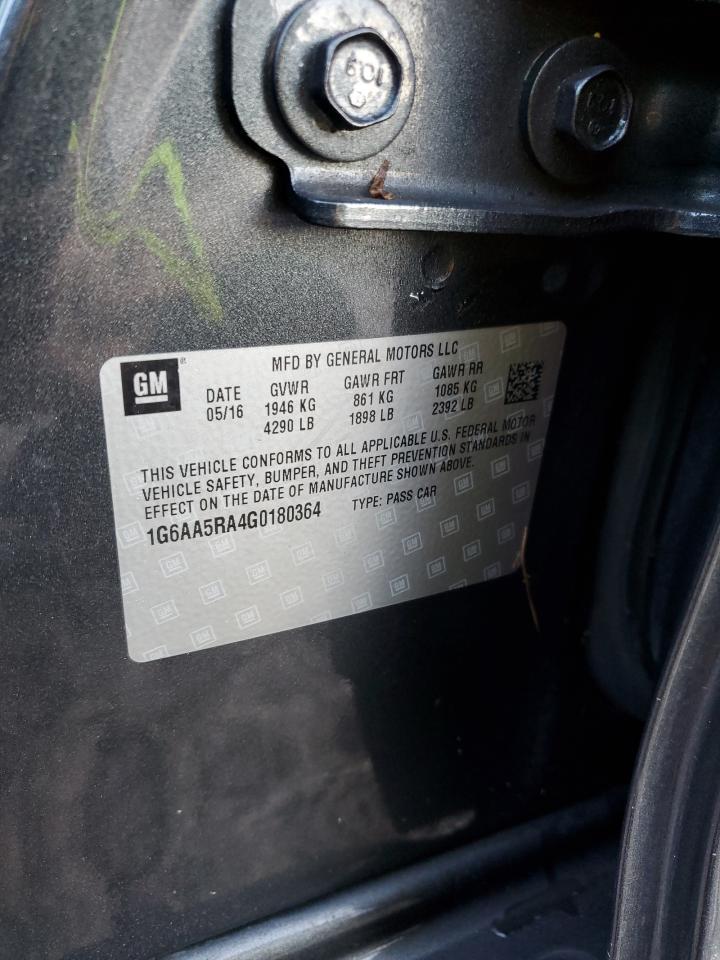 MFD BY GENERAL MOTORS LLC
GM
®
DATE
05/16
GVWR
1946 KG
4290 LB
GAWR FRT
861 KG
1898 LB
GAWR RR
1085 KG
2392 LB
THIS VEHICLE CONFORMS TO ALL APPLICABLE U.S. FEDERAL MOTOR
VEHICLE SAFETY, BUMPER, AND THEFT PREVENTION STANDARDS IN
EFFECT ON THE DATE OF MANUFACTURE SHOWN ABOVE.
1G6AA5RA4G0180364
TYPE: PASS CAR